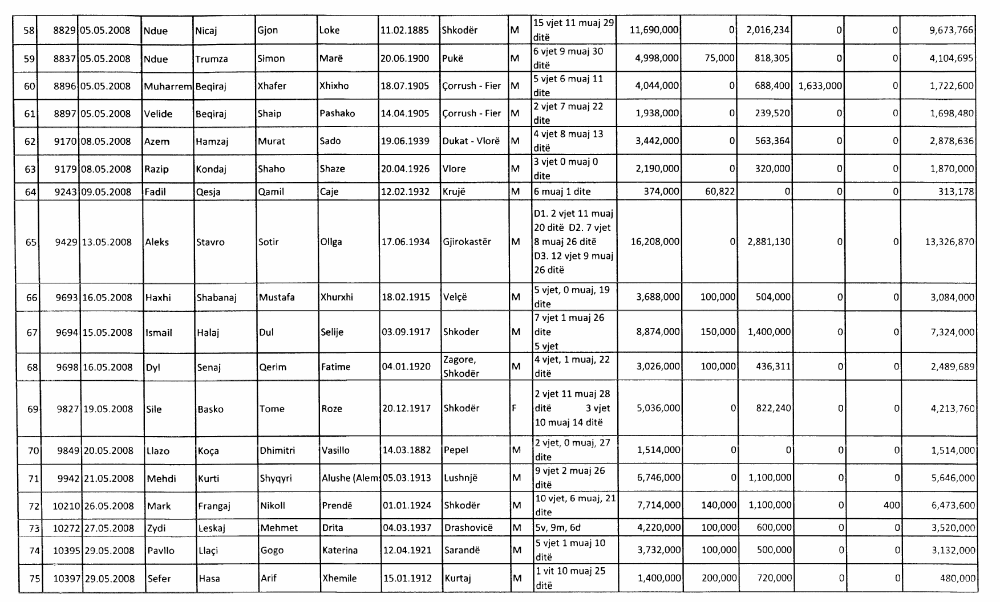 58 8829 05.05.2008 Ndue Nicaj Gjon Loke 11.02.1885 Shkodër M 15 vjet 11 muaj 29 ditë 11,690,000 0 2,016,234 0 0 9,673,766
59 8837 05.05.2008 Ndue Trumza Simon Marë 20.06.1900 Pukë M 6 vjet 9 muaj 30 ditë 4,998,000 75,000 818,305 0 0 4,104,695
60 8896 05.05.2008 Muharrem Beqiraj Xhafer Xhixho 18.07.1905 Çorrush - Fier M 5 vjet 6 muaj 11 dite 4,044,000 0 688,400 1,633,000 0 1,722,600
61 8897 05.05.2008 Velide Beqiraj Shaip Pashako 14.04.1905 Çorrush - Fier M 2 vjet 7 muaj 22 dite 1,938,000 0 239,520 0 0 1,698,480
62 9170 08.05.2008 Azem Hamzaj Murat Sado 19.06.1939 Dukat - Vlorë M 4 vjet 8 muaj 13 ditë 3,442,000 0 563,364 0 0 2,878,636
63 9179 08.05.2008 Razip Kondaj Shaho Shaze 20.04.1926 Vlore M 3 vjet 0 muaj 0 dite 2,190,000 0 320,000 0 0 1,870,000
64 9243 09.05.2008 Fadil Qesja Qamil Caje 12.02.1932 Krujë M 6 muaj 1 dite 374,000 60,822 0 0 0 313,178
65 9429 13.05.2008 Aleks Stavro Sotir Ollga 17.06.1934 Gjirokastër M D1. 2 vjet 11 muaj 20 ditë D2. 7 vjet 8 muaj 26 ditë D3. 12 vjet 9 muaj 26 ditë 16,208,000 0 2,881,130 0 0 13,326,870
66 9693 16.05.2008 Haxhi Shabanaj Mustafa Xhurxhi 18.02.1915 Velçë M 5 vjet, 0 muaj, 19 dite 3,688,000 100,000 504,000 0 0 3,084,000
67 9694 15.05.2008 Ismail Halaj Dul Selije 03.09.1917 Shkoder M 7 vjet 1 muaj 26 dite 5 vjet 8,874,000 150,000 1,400,000 0 0 7,324,000
68 9698 16.05.2008 Dyl Senaj Qerim Fatime 04.01.1920 Zagore, Shkodër M 4 vjet, 1 muaj, 22 ditë 3,026,000 100,000 436,311 0 0 2,489,689
69 9827 19.05.2008 Sile Basko Tome Roze 20.12.1917 Shkodër F 2 vjet 11 muaj 28 ditë 3 vjet 10 muaj 14 ditë 5,036,000 0 822,240 0 0 4,213,760
70 9849 20.05.2008 Llazo Koça Dhimitri Vasillo 14.03.1882 Pepel M 2 vjet, 0 muaj, 27 dite 1,514,000 0 0 0 0 1,514,000
71 9942 21.05.2008 Mehdi Kurti Shyqyri Alushe (Alem 05.03.1913 Lushnjë M 9 vjet 2 muaj 26 ditë 6,746,000 0 1,100,000 0 0 5,646,000
72 10210 26.05.2008 Mark Frangaj Nikoll Prendë 01.01.1924 Shkodër M 10 vjet, 6 muaj, 21 dite 7,714,000 140,000 1,100,000 0 400 6,473,600
73 10272 27.05.2008 Zydi Leskaj Mehmet Drita 04.03.1937 Drashovicë M 5v, 9m, 6d 4,220,000 100,000 600,000 0 0 3,520,000
74 10395 29.05.2008 Pavllo Llaçi Gogo Katerina 12.04.1921 Sarandë M 5 vjet 1 muaj 10 ditë 3,732,000 100,000 500,000 0 0 3,132,000
75 10397 29.05.2008 Sefer Hasa Arif Xhemile 15.01.1912 Kurtaj M 1 vit 10 muaj 25 ditë 1,400,000 200,000 720,000 0 0 480,000